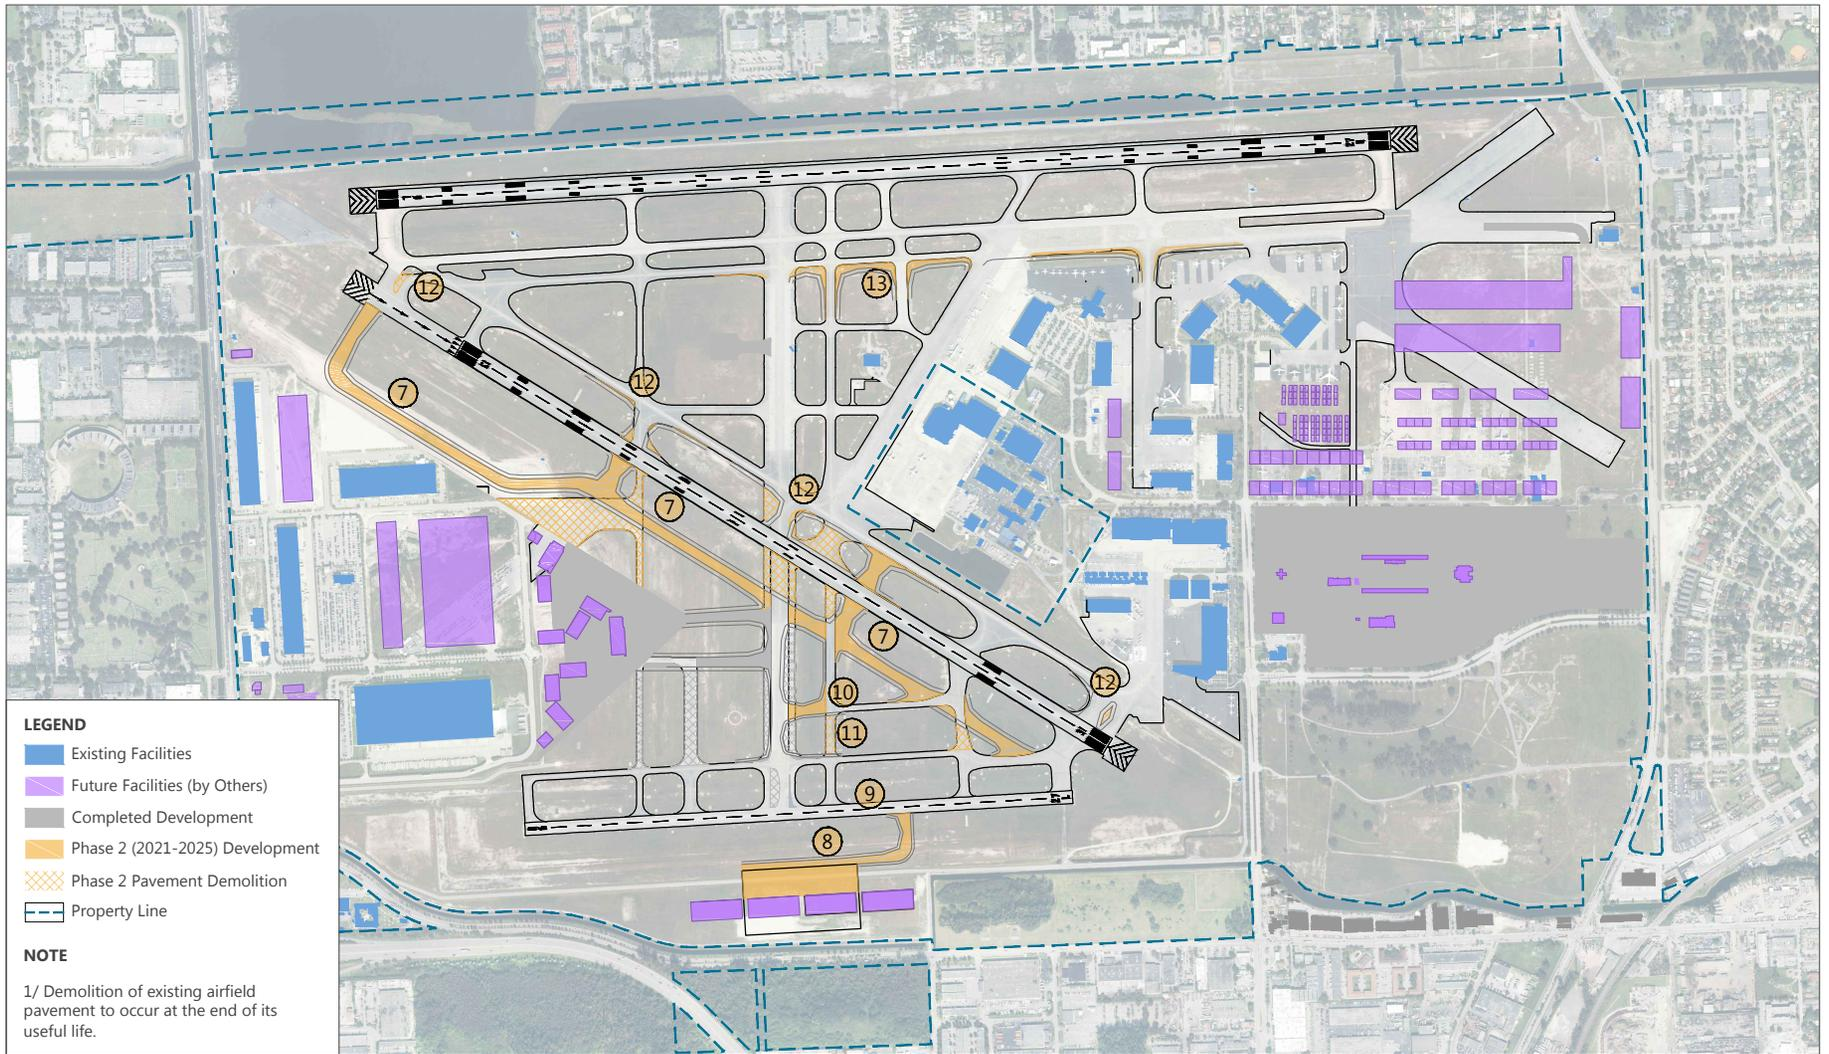 12
13
12
7
12
7
7
12
10
11
9
8
LEGEND
Existing Facilities
Future Facilities (by Others)
Completed Development
Phase 2 (2021-2025) Development
Phase 2 Pavement Demolition
Property Line
NOTE
1/ Demolition of existing airfield
pavement to occur at the end of its
useful life.